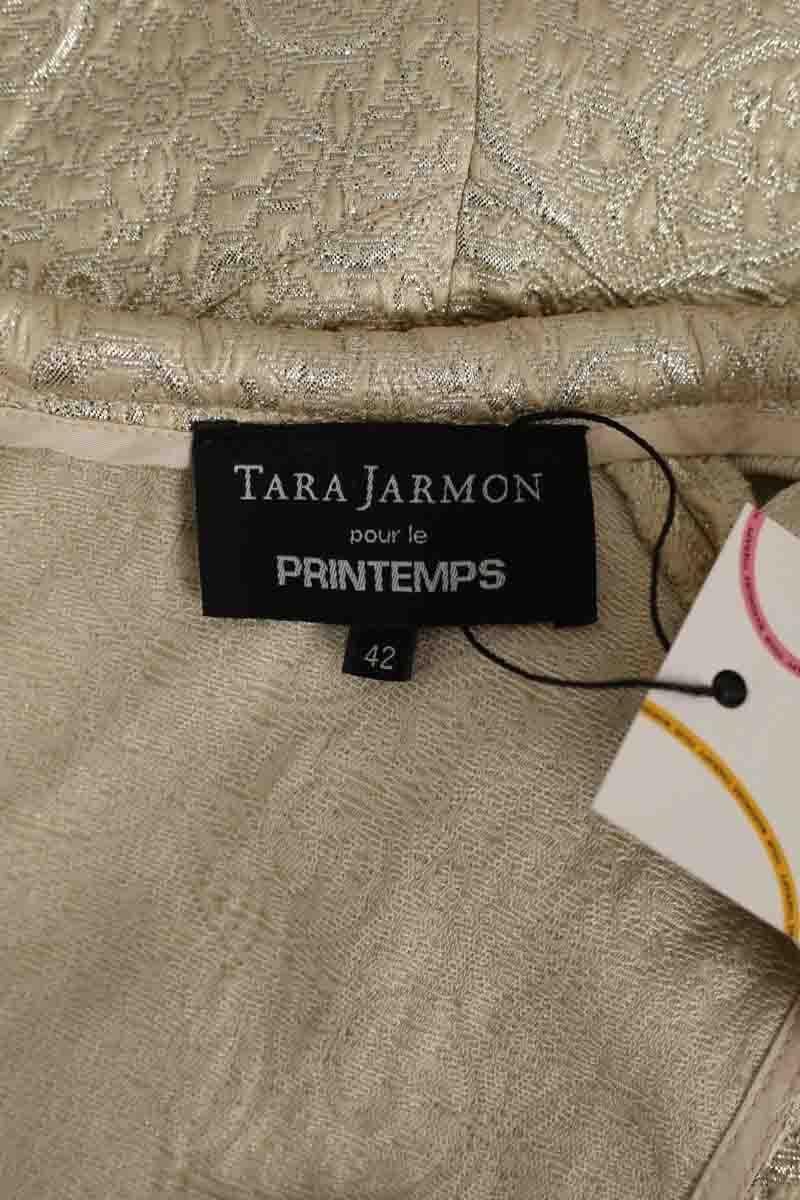 TARA JARMON
pour le
PRINTEMPS
42